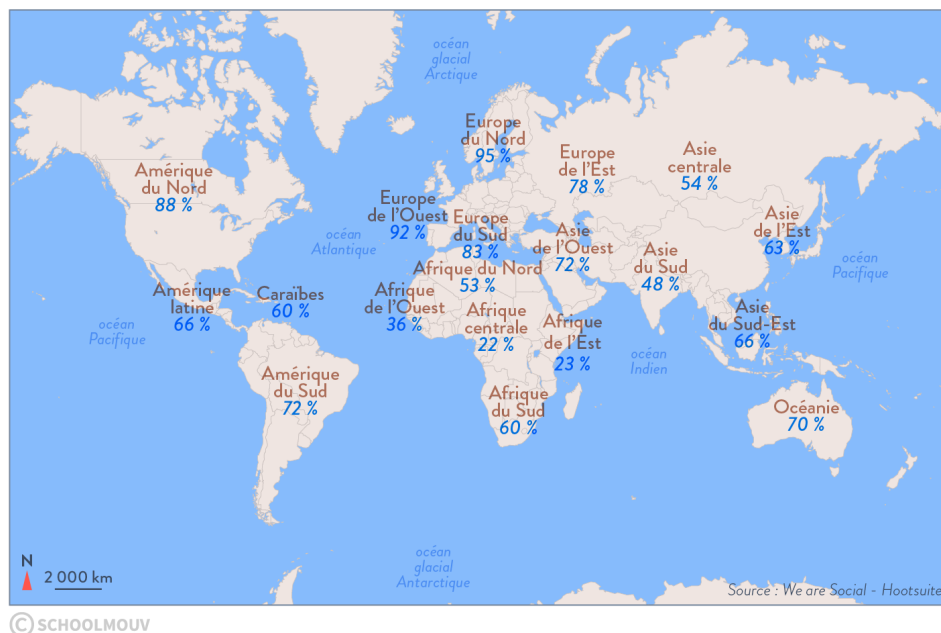 océan
glacial
Arctique
Europe
du Nord
95 %
Europe
de l'Est
78 %
Asie
centrale
54 %
Amérique
du Nord
88 %
Europe
de l'Ouest
92 %
Europe
du Sud
83 %
Asie
de l'Ouest
72 %
Asie
du Sud
48 %
Asie
de l'Est
63 %
océan
Atlantique
océan
Pacifique
Afrique du Nord
53 %
Amérique
latine
66 %
Caraïbes
60 %
Afrique
de l'Ouest
36 %
Afrique
centrale
22 %
Afrique
de l'Est
23 %
Asie
du Sud-Est
66 %
océan
Pacifique
océan
Indien
Amérique
du Sud
72 %
Afrique
du Sud
60 %
Océanie
70 %
océan
glacial
Antarctique
N
2 000 km
Source : We are Social - Hootsuite
© SCHOOLMOUV